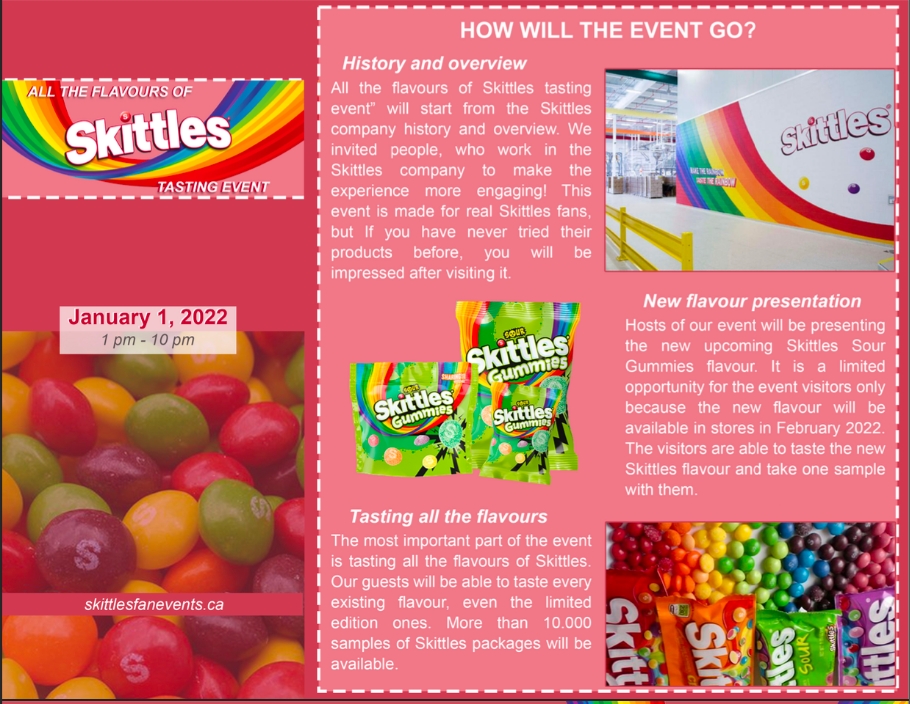 ALL THE FLAVOURS OF
Skittles
TASTING EVENT
January 1, 2022
1 pm - 10 pm
skittlesfanevents.ca
HOW WILL THE EVENT GO?
History and overview
All the flavours of Skittles tasting
event” will start from the Skittles
company history and overview. We
invited people, who work in the
Skittles company to make the
experience more engaging! This
event is made for real Skittles fans,
but If you have never tried their
products before, you will be
impressed after visiting it.
Skittles
TASTE THE RAINBOW
SOUR
Skittles
Gummies
SOUR
Skittles
Gummies
SOUR
Skittles
Gummies
New flavour presentation
Hosts of our event will be presenting
the new upcoming Skittles Sour
Gummies flavour. It is a limited
opportunity for the event visitors only
because the new flavour will be
available in stores in February 2022.
The visitors are able to taste the new
Skittles flavour and take one sample
with them.
Tasting all the flavours
The most important part of the event
is tasting all the flavours of Skittles.
Our guests will be able to taste every
existing flavour, even the limited
edition ones. More than 10.000
samples of Skittles packages will be
available.
Skitt
Skit
ttles
SOUR
ttles